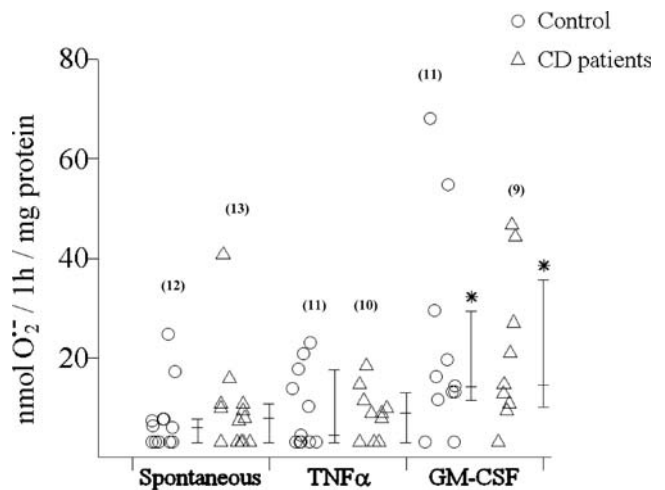 Control
CD patients
80
60
40
20
nmol O₂·⁻ / 1h / mg protein
(12)
(13)
(11)
(10)
(11)
(9)
*
*
Spontaneous
TNFα
GM-CSF